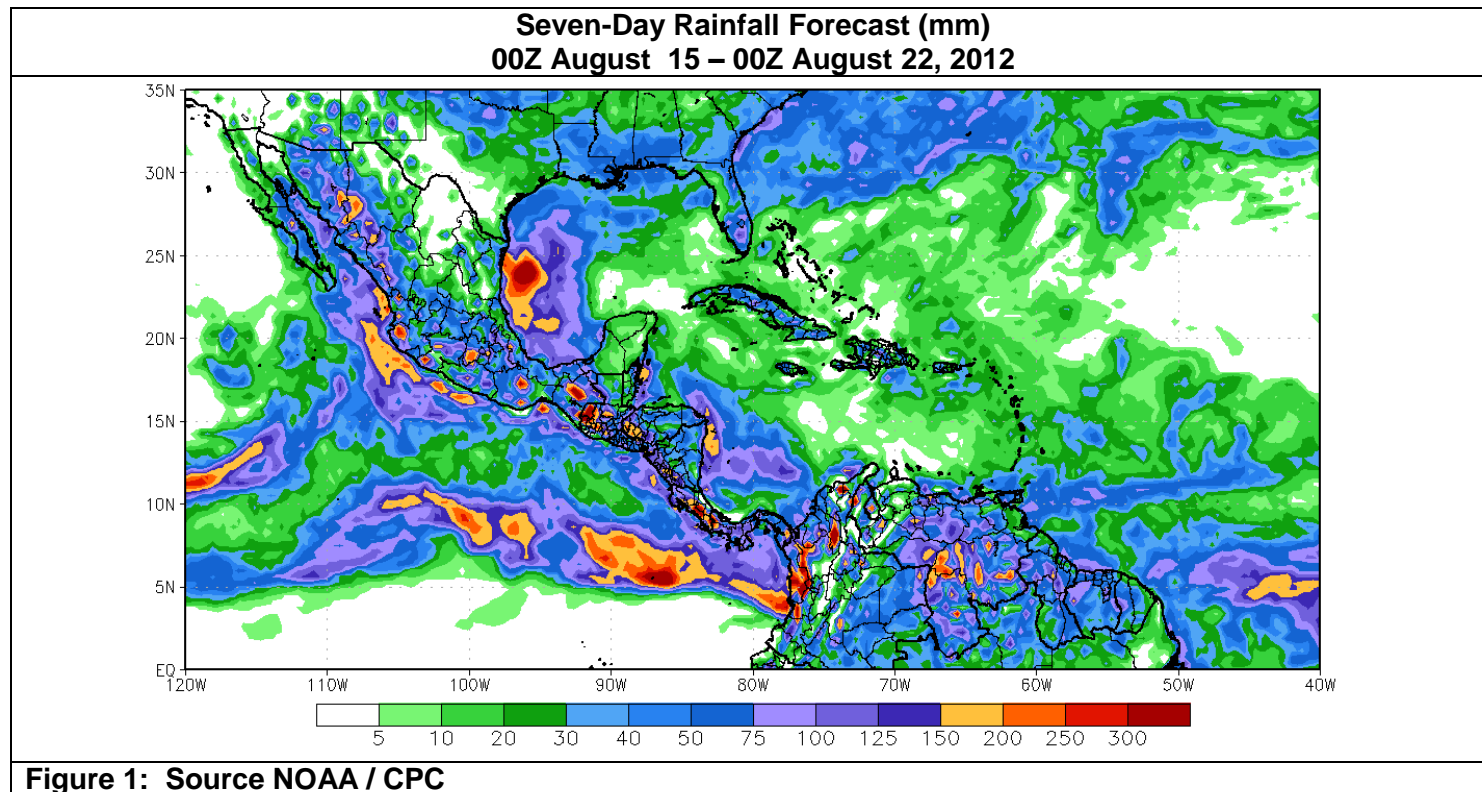 Seven-Day Rainfall Forecast (mm)
00Z August 15 – 00Z August 22, 2012
35N
30N
25N
20N
15N
10N
5N
EQ
120W 110W 100W 90W 80W 70W 60W 50W 40W
5 10 20 30 40 50 75 100 125 150 200 250 300
Figure 1: Source NOAA / CPC